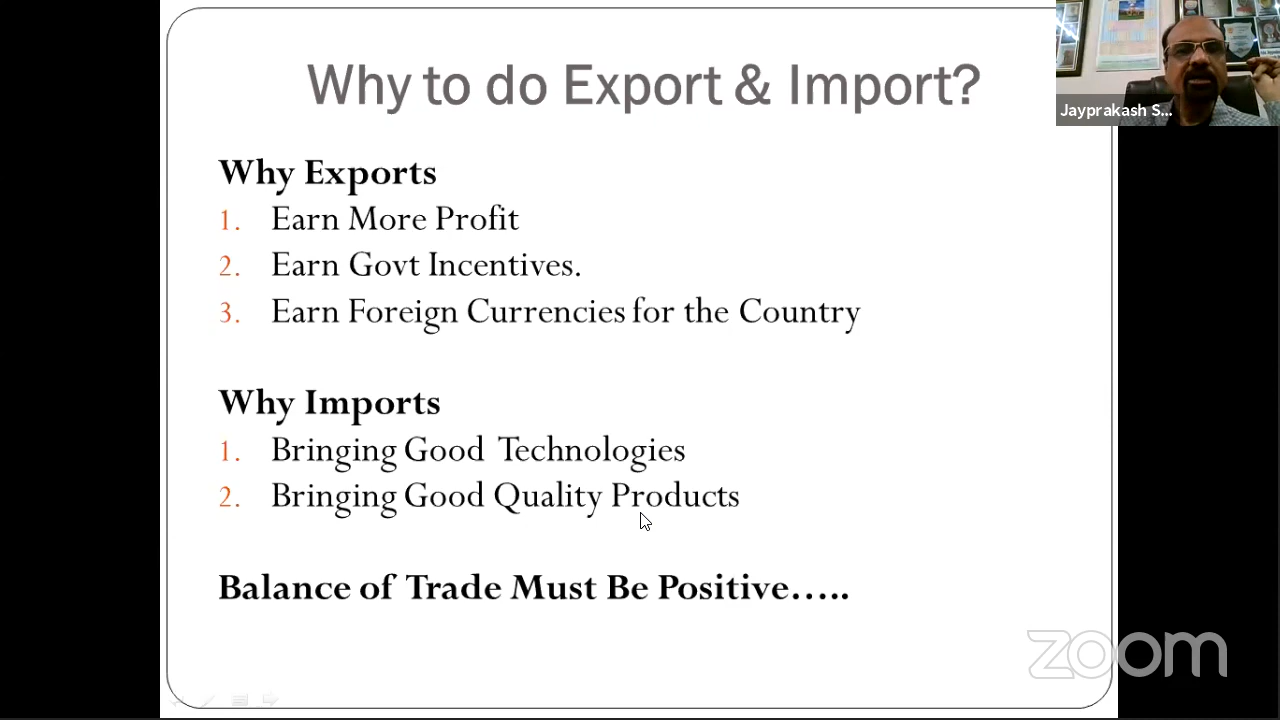 Why to do Export & Import?
Jayprakash S...
Why Exports
1. Earn More Profit
2. Earn Govt Incentives.
3. Earn Foreign Currencies for the Country
Why Imports
1. Bringing Good Technologies
2. Bringing Good Quality Products
Balance of Trade Must Be Positive.....
zoom